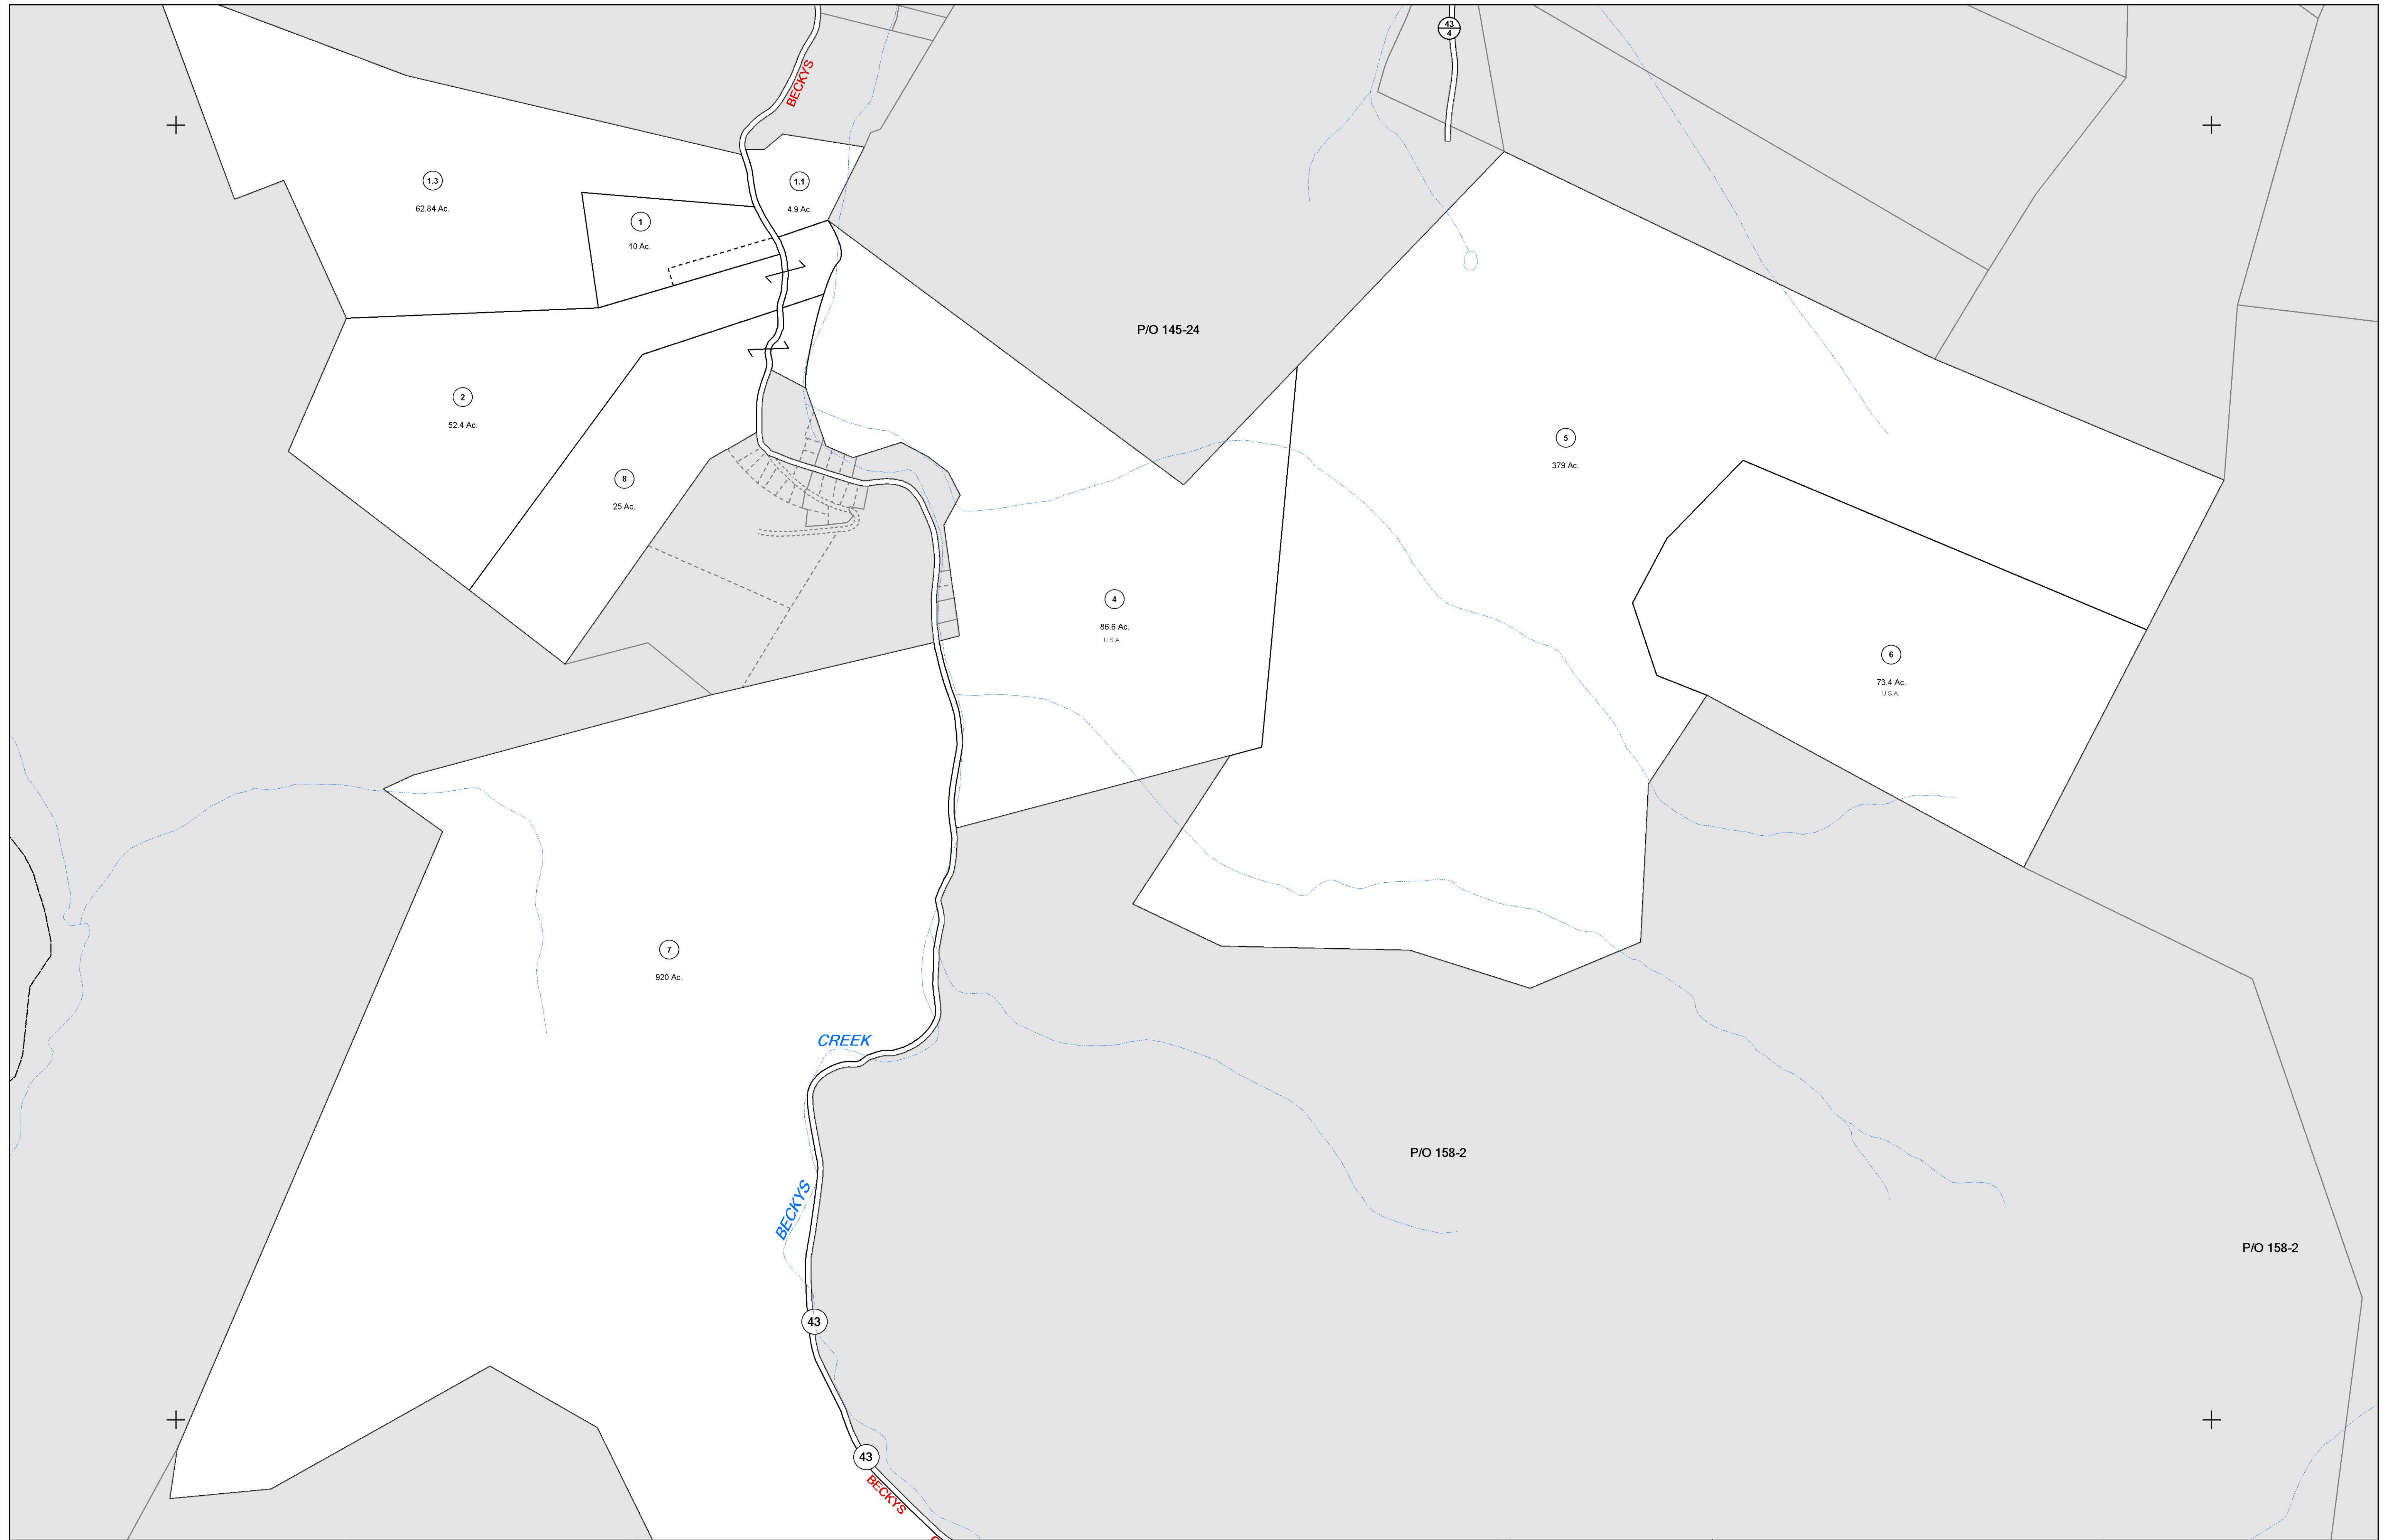 43
4
BECKYS
1.3
62.84 Ac.
1.1
4.9 Ac.
1
10 Ac.
P/O 145-24
2
52.4 Ac.
5
379 Ac.
8
25 Ac.
4
86.6 Ac.
U.S.A.
6
73.4 Ac.
U.S.A.
7
920 Ac.
CREEK
P/O 158-2
BECKYS
P/O 158-2
43
43
BECKYS